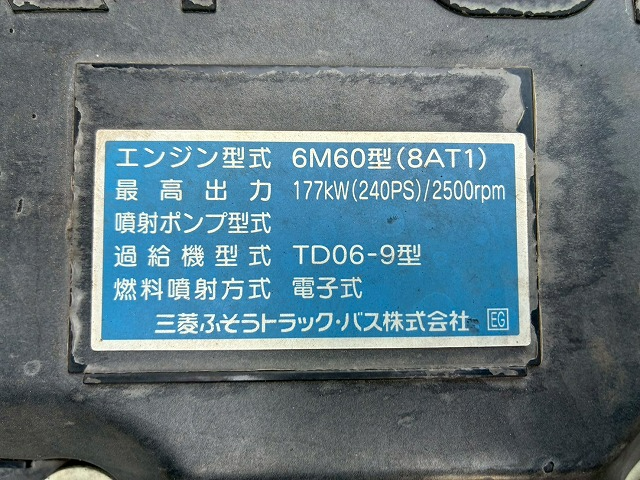 エンジン型式 6M60型(8AT1)
最高出力 177kW(240PS)/2500rpm
噴射ポンプ型式
過給機型式 TD06-9型
燃料噴射方式 電子式
三菱ふそうトラック・バス株式会社 EG